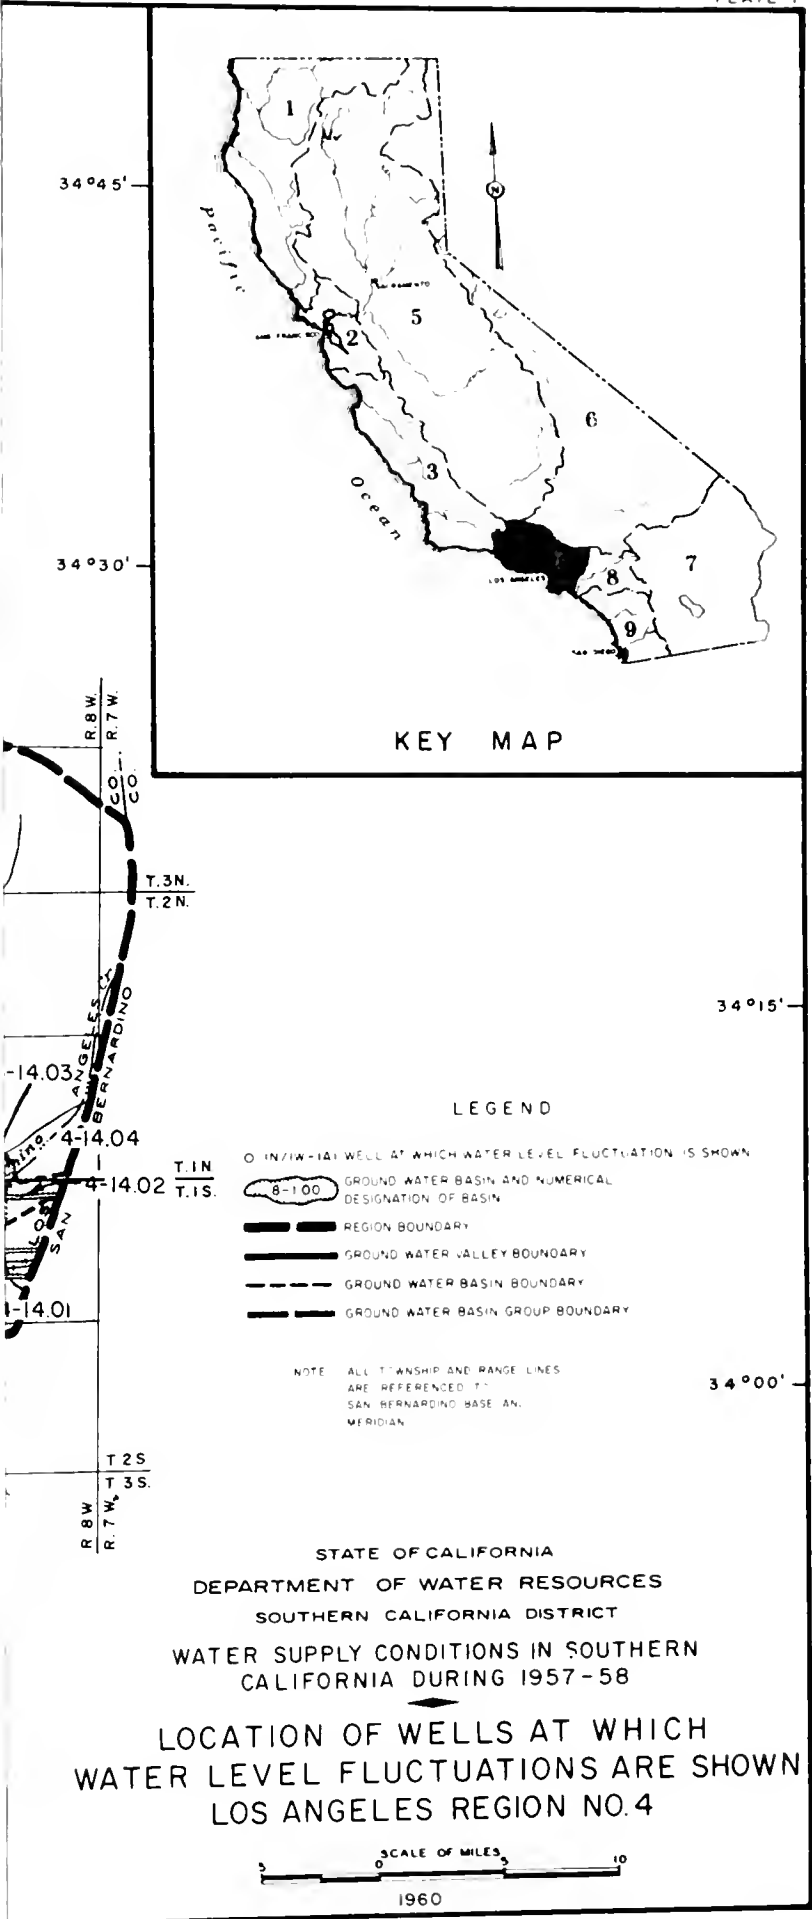 34°45'
1
Pacific
N
SACRAMENTO
5
2
6
3
Ocean
34°30'
LOS ANGELES
7
8
9
SAN DIEGO
KEY MAP
R.8W.
R.7W.
CO.
CO.
T.3N.
T.2N.
34°15'
ANGELES
Cr
BERNARDINO
-14.03
4-14.04
T.1N
4-14.02
T.1S.
LOS
SAN
-14.01
LEGEND
WELL AT WHICH WATER LEVEL FLUCTUATION IS SHOWN
8-1.00
GROUND WATER BASIN AND NUMERICAL
DESIGNATION OF BASIN
REGION BOUNDARY
GROUND WATER VALLEY BOUNDARY
GROUND WATER BASIN BOUNDARY
GROUND WATER BASIN GROUP BOUNDARY
NOTE ALL TOWNSHIP AND RANGE LINES
ARE REFERENCED
SAN BERNARDINO BASE
MERIDIAN
34°00'
T2S
T3S.
R8W
R.7W.
STATE OF CALIFORNIA
DEPARTMENT OF WATER RESOURCES
SOUTHERN CALIFORNIA DISTRICT
WATER SUPPLY CONDITIONS IN SOUTHERN
CALIFORNIA DURING 1957-58
LOCATION OF WELLS AT WHICH
WATER LEVEL FLUCTUATIONS ARE SHOWN
LOS ANGELES REGION NO.4
SCALE OF MILES
5 0 5 10
1960